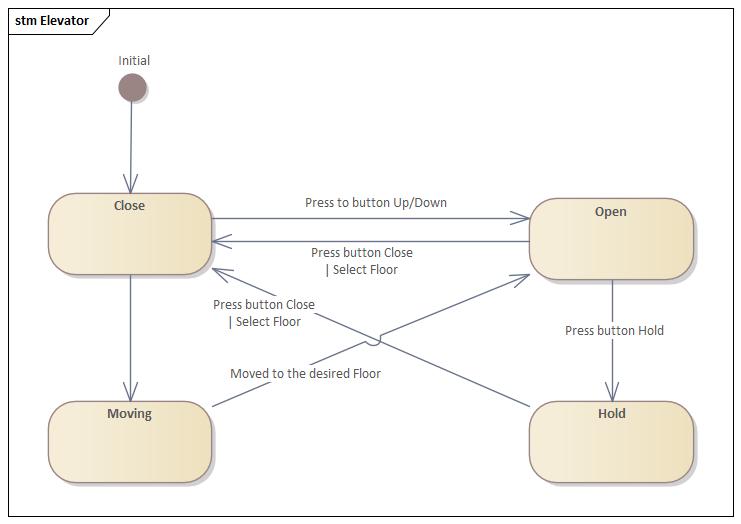 stm Elevator
Initial
Close
Press to button Up/Down
Open
Press button Close
| Select Floor
Press button Close
| Select Floor
Press button Hold
Moved to the desired Floor
Moving
Hold